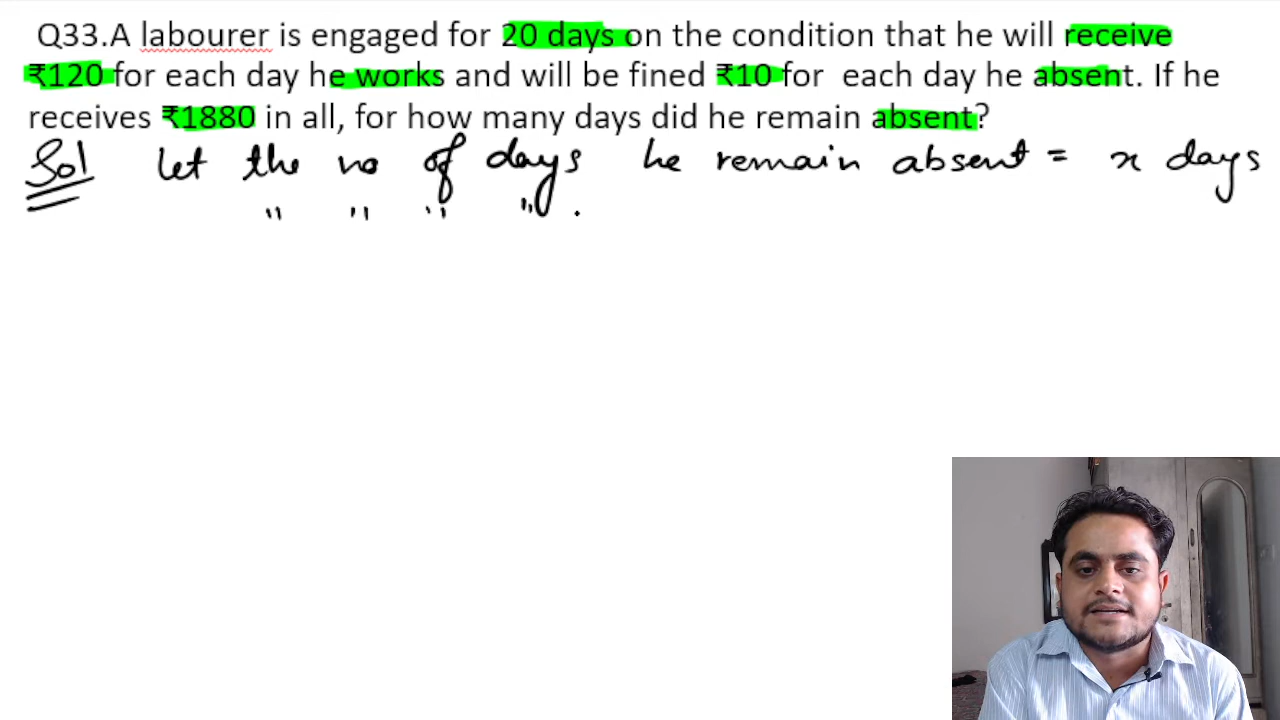 Q33.A labourer is engaged for 20 days on the condition that he will receive
₹120 for each day he works and will be fined ₹10 for each day he absent. If he
receives ₹1880 in all, for how many days did he remain absent?
Sol let the no of days he remain absent = x days
" " " "